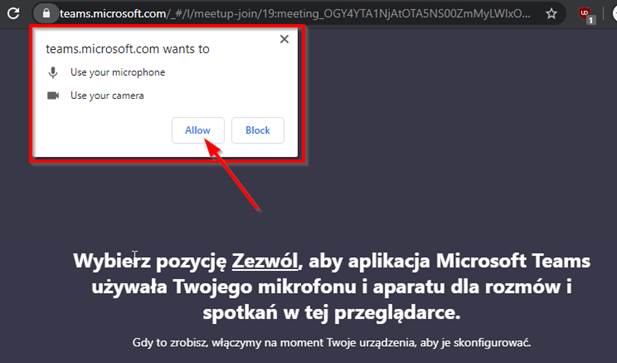 teams.microsoft.com/_#/l/meetup-join/19:meeting_OGY4YTA1NjAtOTA5NS00ZmMyLWIxO...
1
teams.microsoft.com wants to
Use your microphone
Use your camera
Allow
Block
Wybierz pozycję Zezwól, aby aplikacja Microsoft Teams
używała Twojego mikrofonu i aparatu dla rozmów i
spotkań w tej przeglądarce.
Gdy to zrobisz, włączymy na moment Twoje urządzenia, aby je skonfigurować.